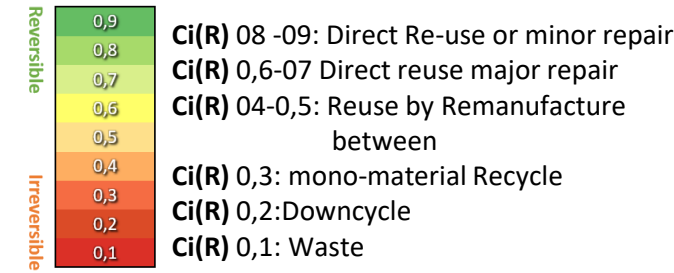 Reversible
Irreversible
0,9
0,8
0,7
0,6
0,5
0,4
0,3
0,2
0,1
Ci(R) 08 -09: Direct Re-use or minor repair
Ci(R) 0,6-07 Direct reuse major repair
Ci(R) 04-0,5: Reuse by Remanufacture
between
Ci(R) 0,3: mono-material Recycle
Ci(R) 0,2:Downcycle
Ci(R) 0,1: Waste